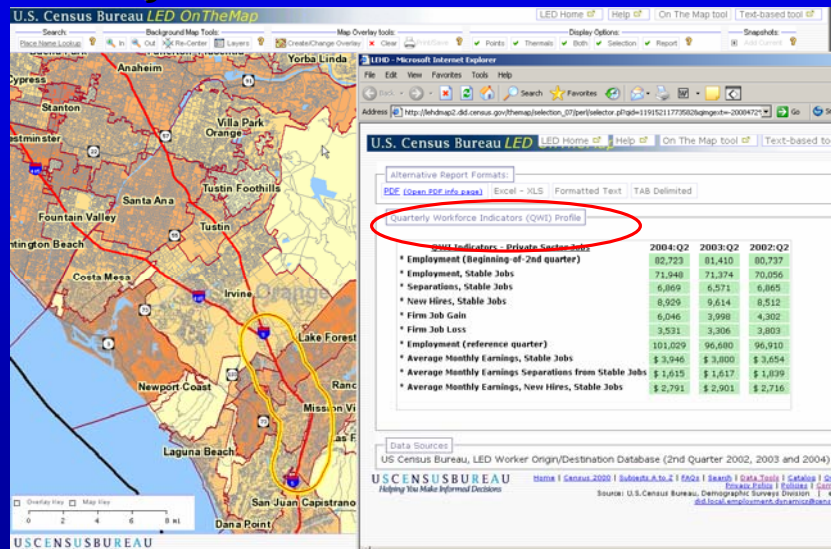 U.S. Census Bureau LED OnTheMap
LED Home Help On The Map tool Text-based tool
Search: Background Map Tools: Map Overlay tools: Display Options: Snapshots:
Place Name Lookup In Out Re-Center Layers Create/Change Overlay Clear Print/Save Points Thermals Both Selection Report Add Current
Yorba Linda
Anaheim
Cypress
Stanton
Villa Park
Orange
Westminster
Tustin Foothills
Santa Ana
Fountain Valley
Tustin
Huntington Beach
Costa Mesa
Irvine Orange
Lake Forest
Newport Coast
Laguna Beach
San Juan Capistrano
Dana Point
Overlay Key Map Key
0 2 4 6 8 Mi
USCENSUSBUREAU
LEHD - Microsoft Internet Explorer
File Edit View Favorites Tools Help
Back Search Favorites
Address Go
U.S. Census Bureau LED LED Home Help On The Map tool Text-based
Alternative Report Formats:
PDF (Open PDF info page) Excel - XLS Formatted Text TAB Delimited
Quarterly Workforce Indicators (QWI) Profile
QWI Indicators - Private Sector Jobs 2004:Q2 2003:Q2 2002:Q2
* Employment (Beginning-of-2nd quarter) 82,723 81,410 80,737
* Employment, Stable Jobs 71,948 71,374 70,056
* Separations, Stable Jobs 6,869 6,571 6,865
* New Hires, Stable Jobs 8,929 9,614 8,512
* Firm Job Gain 6,046 3,998 4,302
* Firm Job Loss 3,531 3,306 3,803
* Employment (reference quarter) 101,029 96,680 96,910
* Average Monthly Earnings, Stable Jobs $ 3,946 $ 3,800 $ 3,654
* Average Monthly Earnings Separations from Stable Jobs $ 1,615 $ 1,617 $ 1,839
* Average Monthly Earnings, New Hires, Stable Jobs $ 2,791 $ 2,901 $ 2,716
Data Sources
US Census Bureau, LED Worker Origin/Destination Database (2nd Quarter 2002, 2003 and 2004)
USCENSUSBUREAU
Helping You Make Informed Decisions
Home | Census 2000 | Subjects A to Z | FAQs | Search | Data Tools | Catalog |
Privacy Policy | Policies |
Source: U.S.Census Bureau, Demographic Surveys Division |